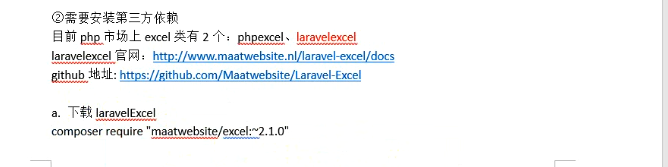 ②需要安装第三方依赖
目前 php 市场上 excel 类有 2 个：phpexcel、laravelexcel
laravelexcel 官网：http://www.maatwebsite.nl/laravel-excel/docs
github 地址: https://github.com/Maatwebsite/Laravel-Excel
a. 下载 laravelExcel
composer require "maatwebsite/excel:~2.1.0"